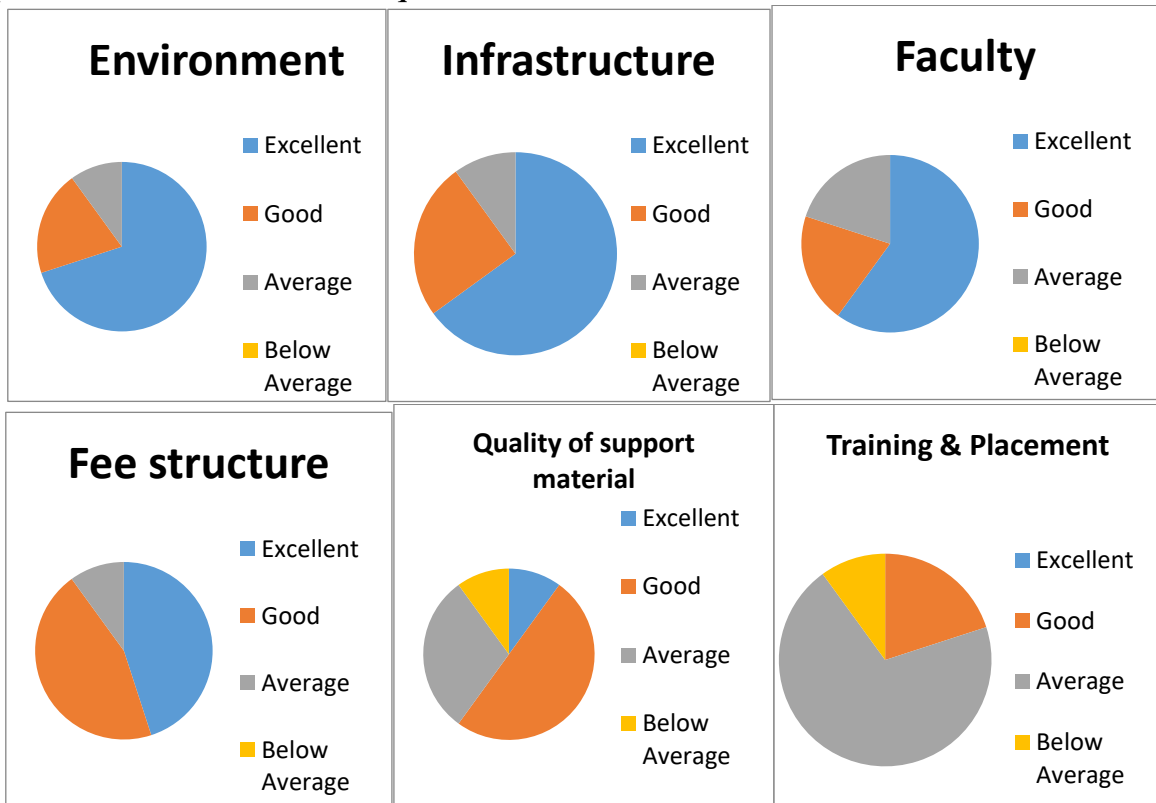 Environment
Excellent
Good
Average
Below
Average
Infrastructure
Excellent
Good
Average
Below
Average
Faculty
Excellent
Good
Average
Below
Average
Fee structure
Excellent
Good
Average
Below
Average
Quality of support
material
Excellent
Good
Average
Below
Average
Training & Placement
Excellent
Good
Average
Below
Average